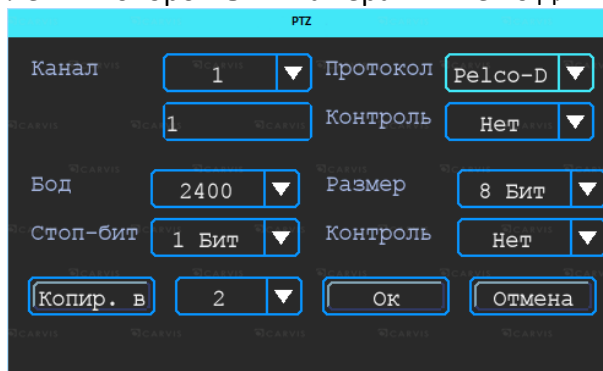 PTZ
Канал 1 Протокол Pelco-D
1 Контроль Нет
Бод 2400 Размер 8 Бит
Стоп-бит 1 Бит Контроль Нет
Копир. в 2 Ок Отмена